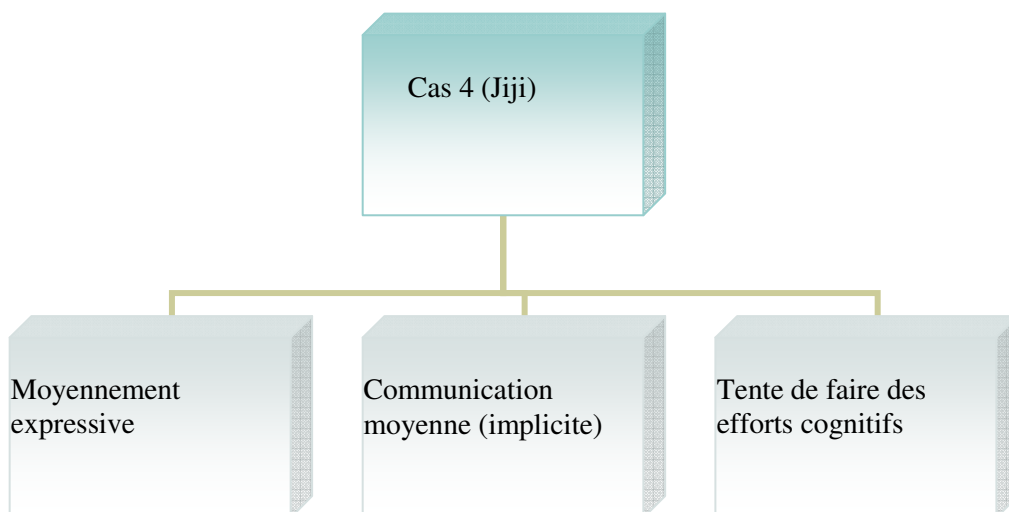 Cas 4 (Jiji)
Moyennement
expressive
Communication
moyenne (implicite)
Tente de faire des
efforts cognitifs